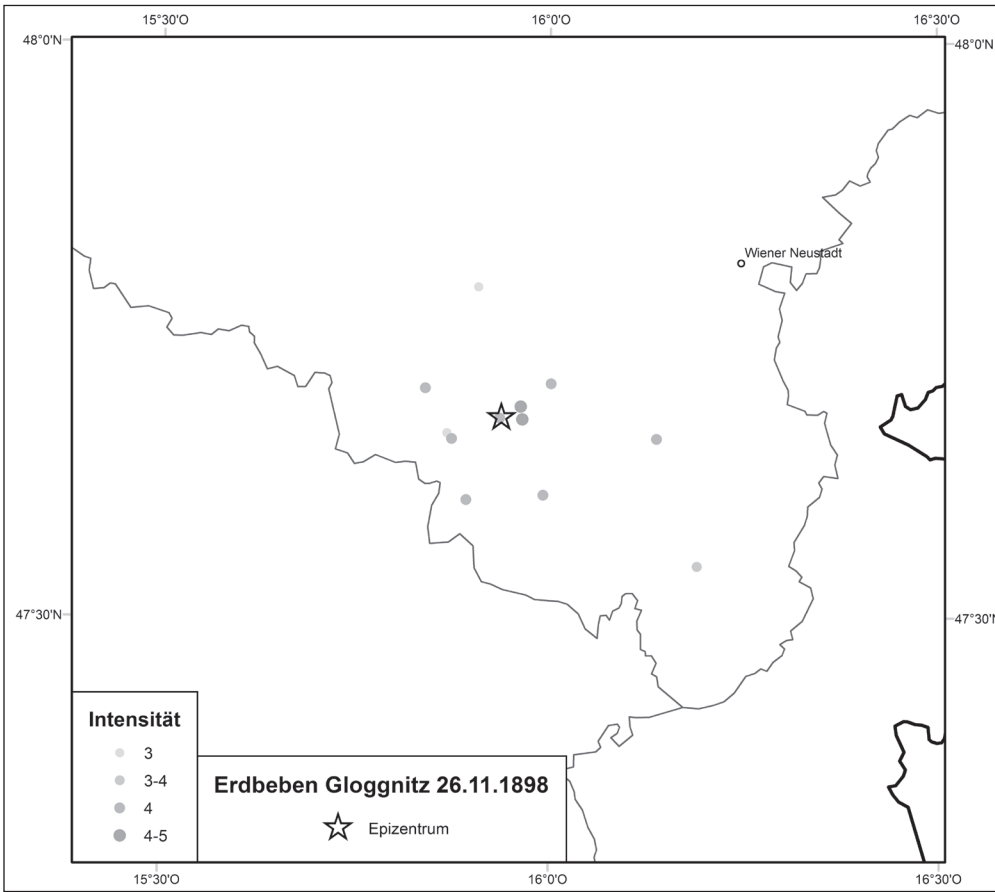 15°30'O 16°0'O 16°30'O
48°0'N 48°0'N
Wiener Neustadt
47°30'N 47°30'N
Intensität
3
3-4
4
4-5
Erdbeben Gloggnitz 26.11.1898
Epizentrum
15°30'O 16°0'O 16°30'O